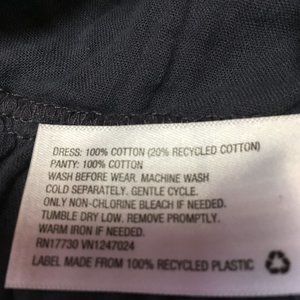 DRESS: 100% COTTON (20% RECYCLED COTTON)
PANTY: 100% COTTON
WASH BEFORE WEAR. MACHINE WASH
COLD SEPARATELY. GENTLE CYCLE.
ONLY NON-CHLORINE BLEACH IF NEEDED.
TUMBLE DRY LOW. REMOVE PROMPTLY.
WARM IRON IF NEEDED.
RN17730 VN1247024
LABEL MADE FROM 100% RECYCLED PLASTIC